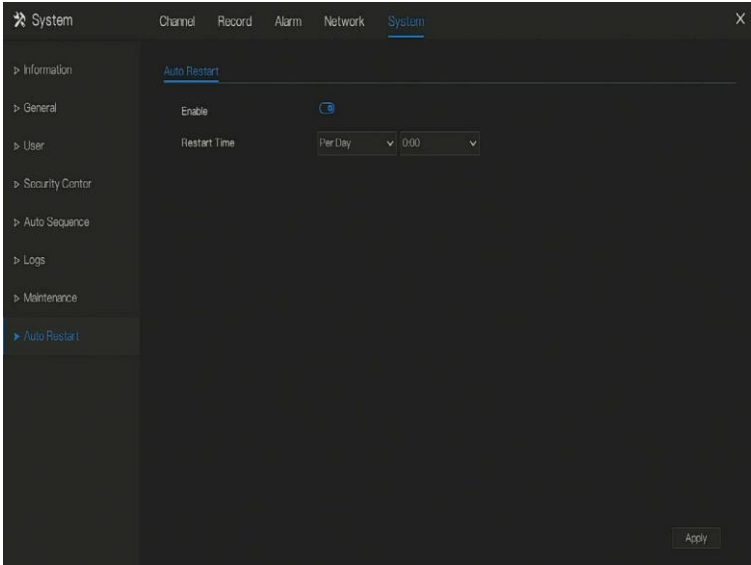 System
Channel Record Alarm Network System X
Information
General
User
Security Center
Auto Sequence
Logs
Maintenance
Auto Restart
Auto Restart
Enable
Restart Time Per Day 0:00
Apply